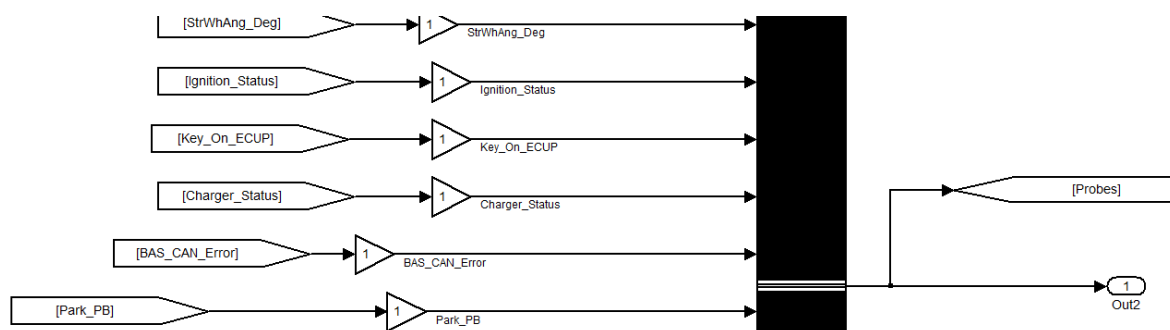 [StrWhAng_Deg]
1
StrWhAng_Deg
[Ignition_Status]
1
Ignition_Status
[Key_On_ECUP]
1
Key_On_ECUP
[Charger_Status]
1
Charger_Status
[Probes]
[BAS_CAN_Error]
1
BAS_CAN_Error
1
Out2
[Park_PB]
1
Park_PB